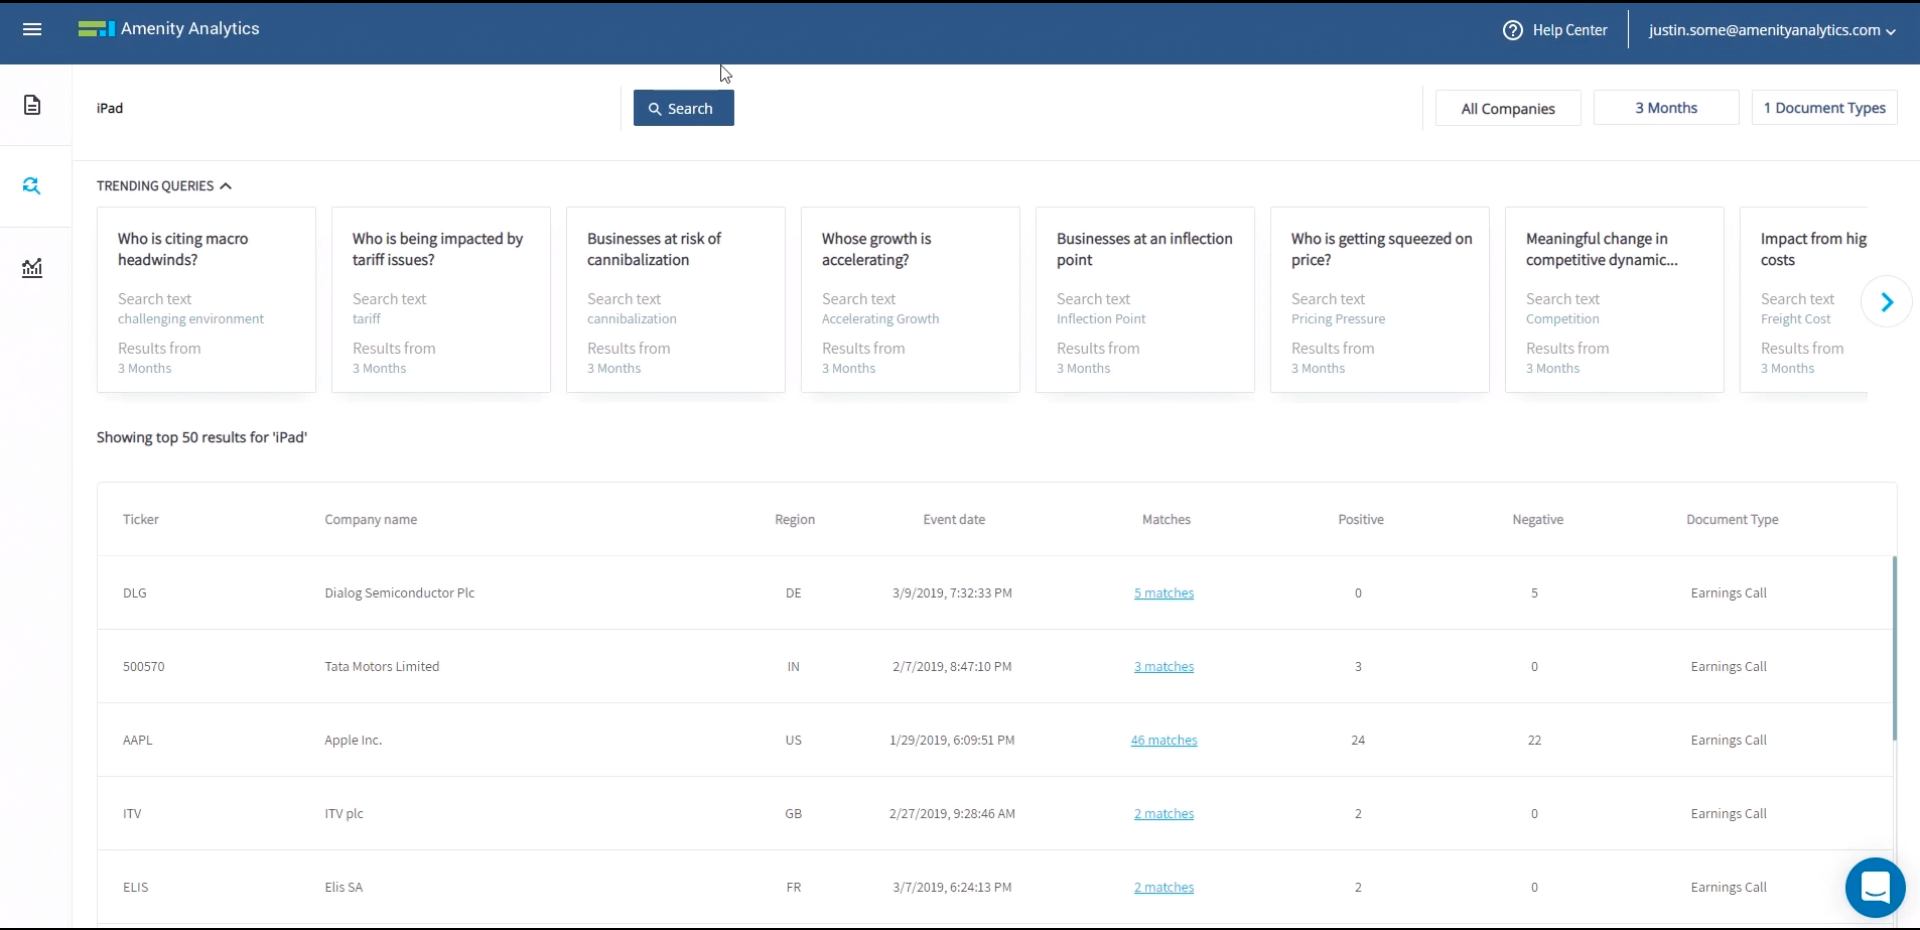 Amenity Analytics
Help Center
justin.some@amenityanalytics.com
iPad
Search
All Companies
3 Months
1 Document Types
TRENDING QUERIES
Who is citing macro
headwinds?
Search text
challenging environment
Results from
3 Months
Who is being impacted by
tariff issues?
Search text
tariff
Results from
3 Months
Businesses at risk of
cannibalization
Search text
cannibalization
Results from
3 Months
Whose growth is
accelerating?
Search text
Accelerating Growth
Results from
3 Months
Businesses at an inflection
point
Search text
Inflection Point
Results from
3 Months
Who is getting squeezed on
price?
Search text
Pricing Pressure
Results from
3 Months
Meaningful change in
competitive dynamic...
Search text
Competition
Results from
3 Months
Impact from hig
costs
Search text
Freight Cost
Results from
3 Months
Showing top 50 results for 'iPad'
Ticker Company name Region Event date Matches Positive Negative Document Type
DLG Dialog Semiconductor Plc DE 3/9/2019, 7:32:33 PM 5 matches 0 5 Earnings Call
500570 Tata Motors Limited IN 2/7/2019, 8:47:10 PM 3 matches 3 0 Earnings Call
AAPL Apple Inc. US 1/29/2019, 6:09:51 PM 46 matches 24 22 Earnings Call
ITV ITV plc GB 2/27/2019, 9:28:46 AM 2 matches 2 0 Earnings Call
ELIS Elis SA FR 3/7/2019, 6:24:13 PM 2 matches 2 0 Earnings Call